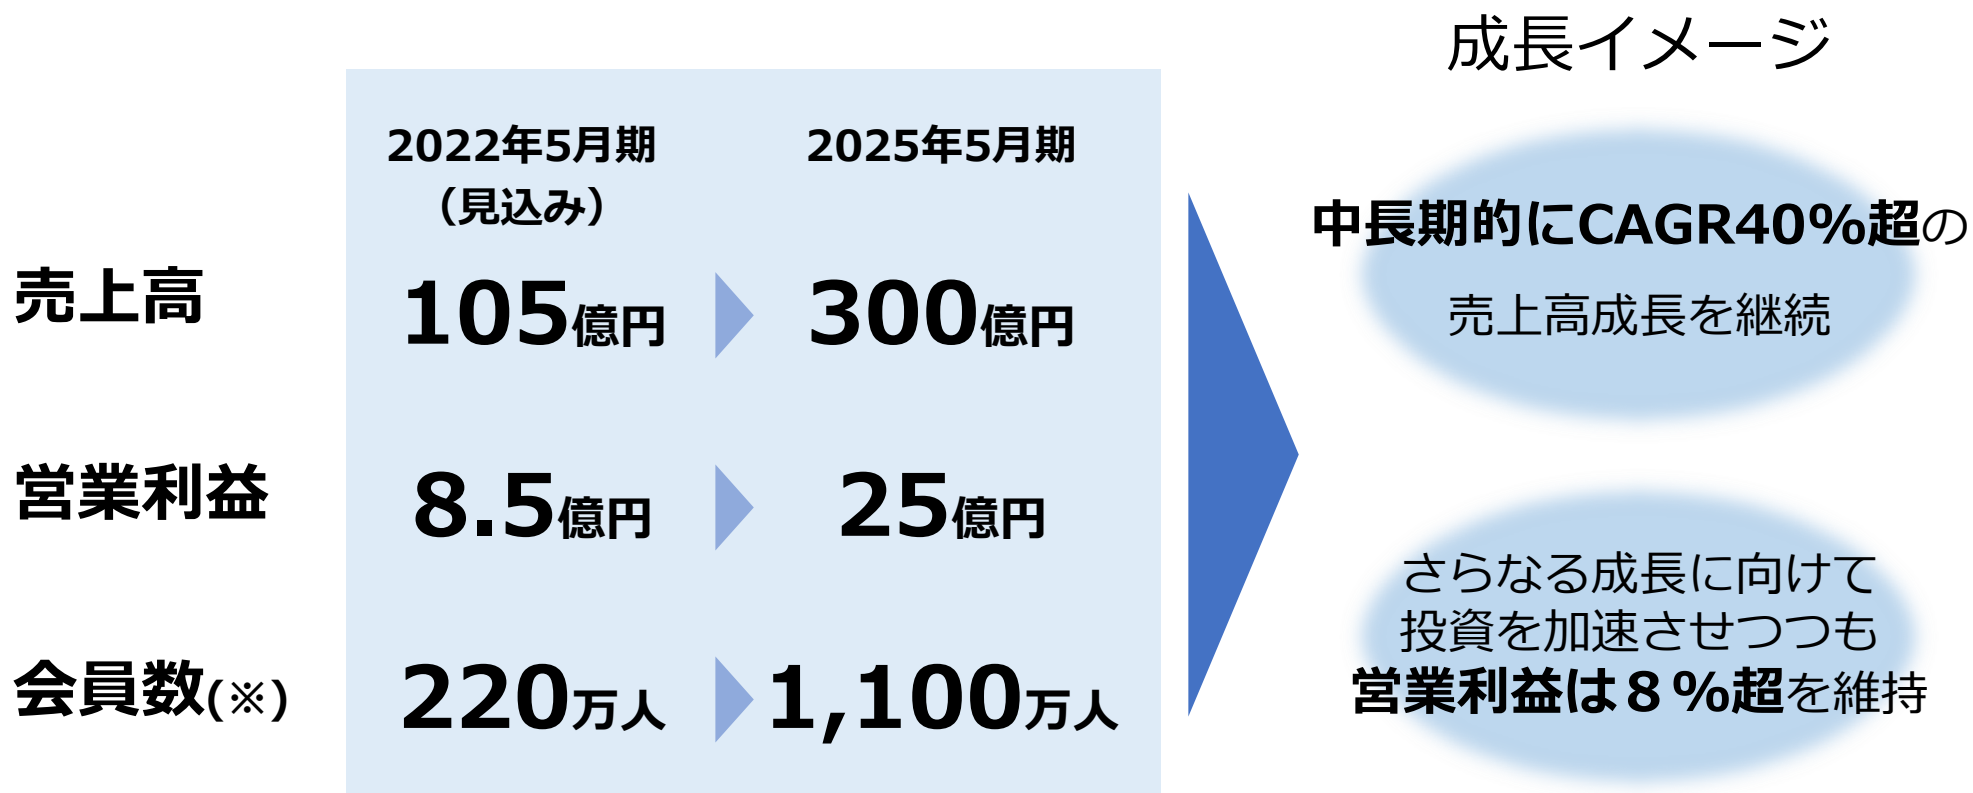 成長イメージ
2022年5月期
（見込み）
2025年5月期
売上高
105億円
300億円
営業利益
8.5億円
25億円
会員数(※)
220万人
1,100万人
中長期的にCAGR40%超の
売上高成長を継続
さらなる成長に向けて
投資を加速させつつも
営業利益は８%超を維持